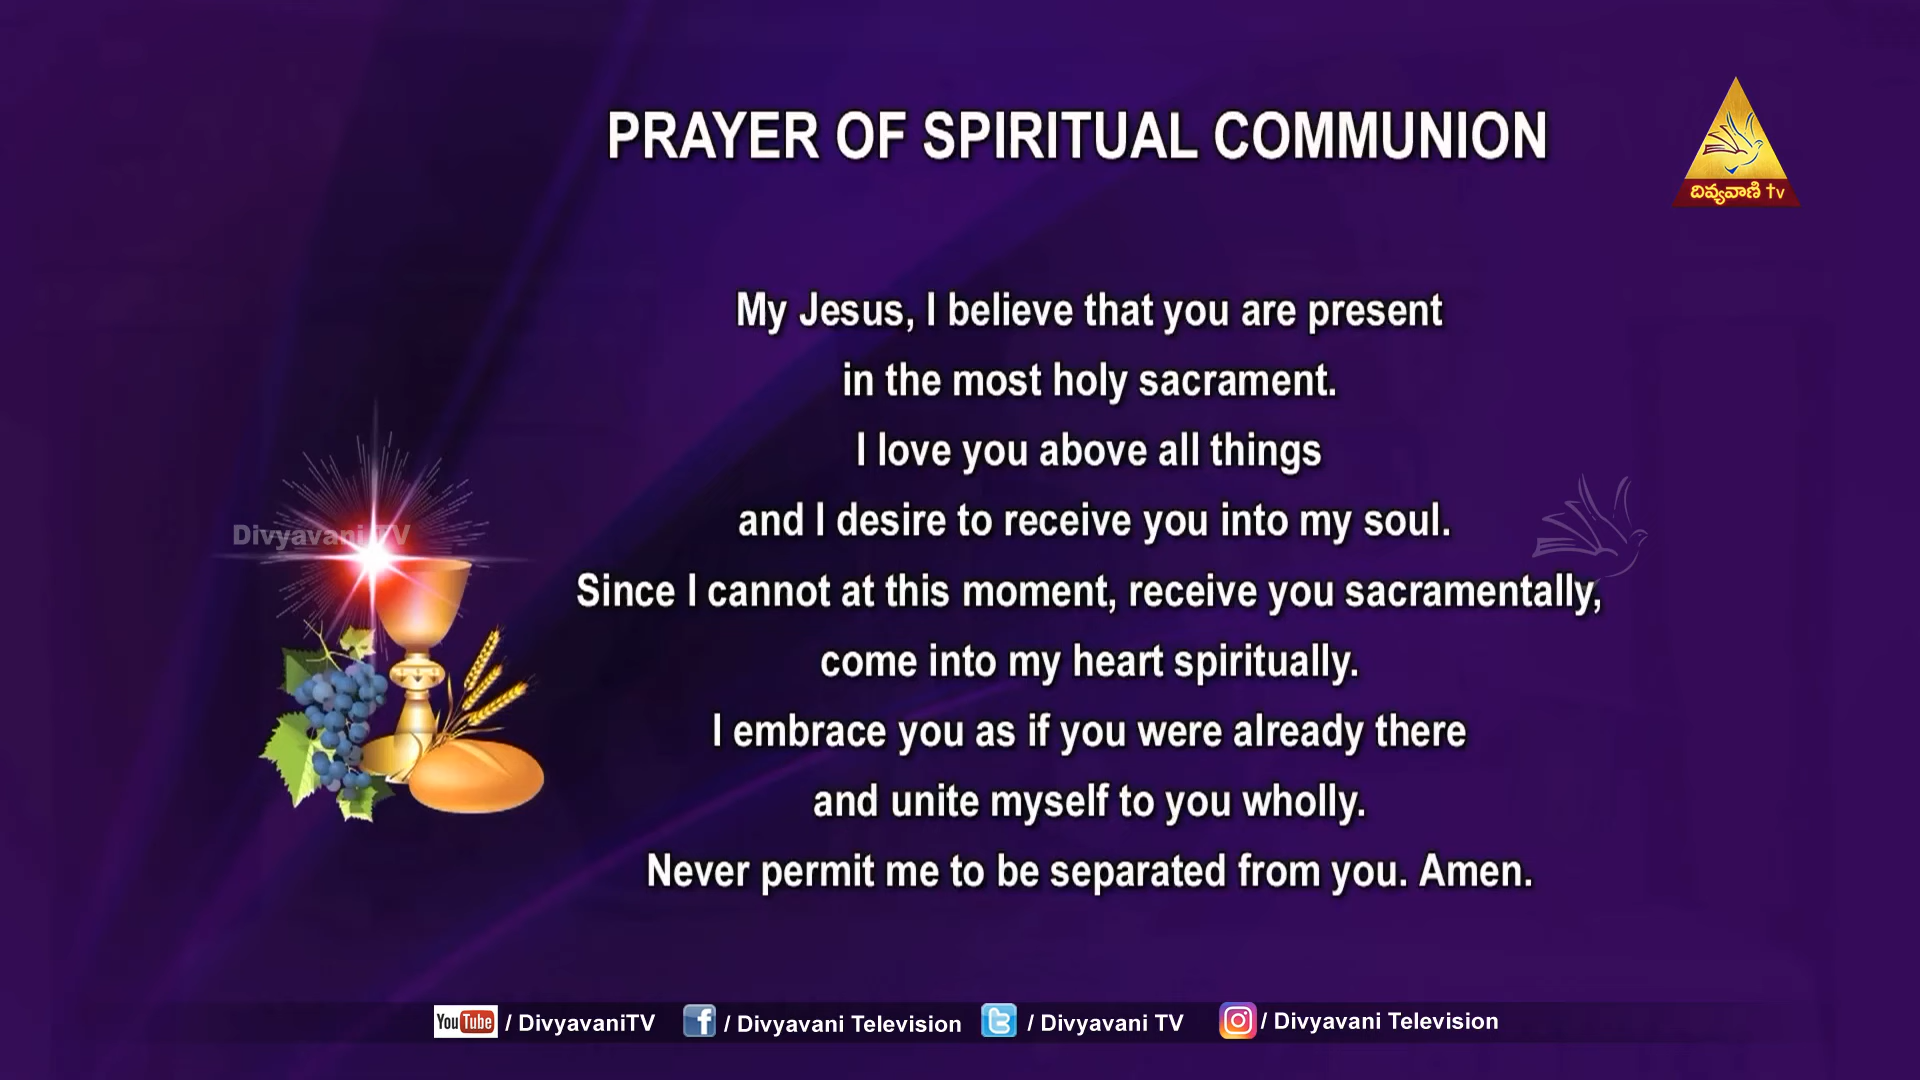 PRAYER OF SPIRITUAL COMMUNION
దివ్యవాణి tv
My Jesus, I believe that you are present
in the most holy sacrament.
I love you above all things
and I desire to receive you into my soul.
Divyavani TV
Since I cannot at this moment, receive you sacramentally,
come into my heart spiritually.
I embrace you as if you were already there
and unite myself to you wholly.
Never permit me to be separated from you. Amen.
YouTube / DivyavaniTV f / Divyavani Television / Divyavani TV / Divyavani Television